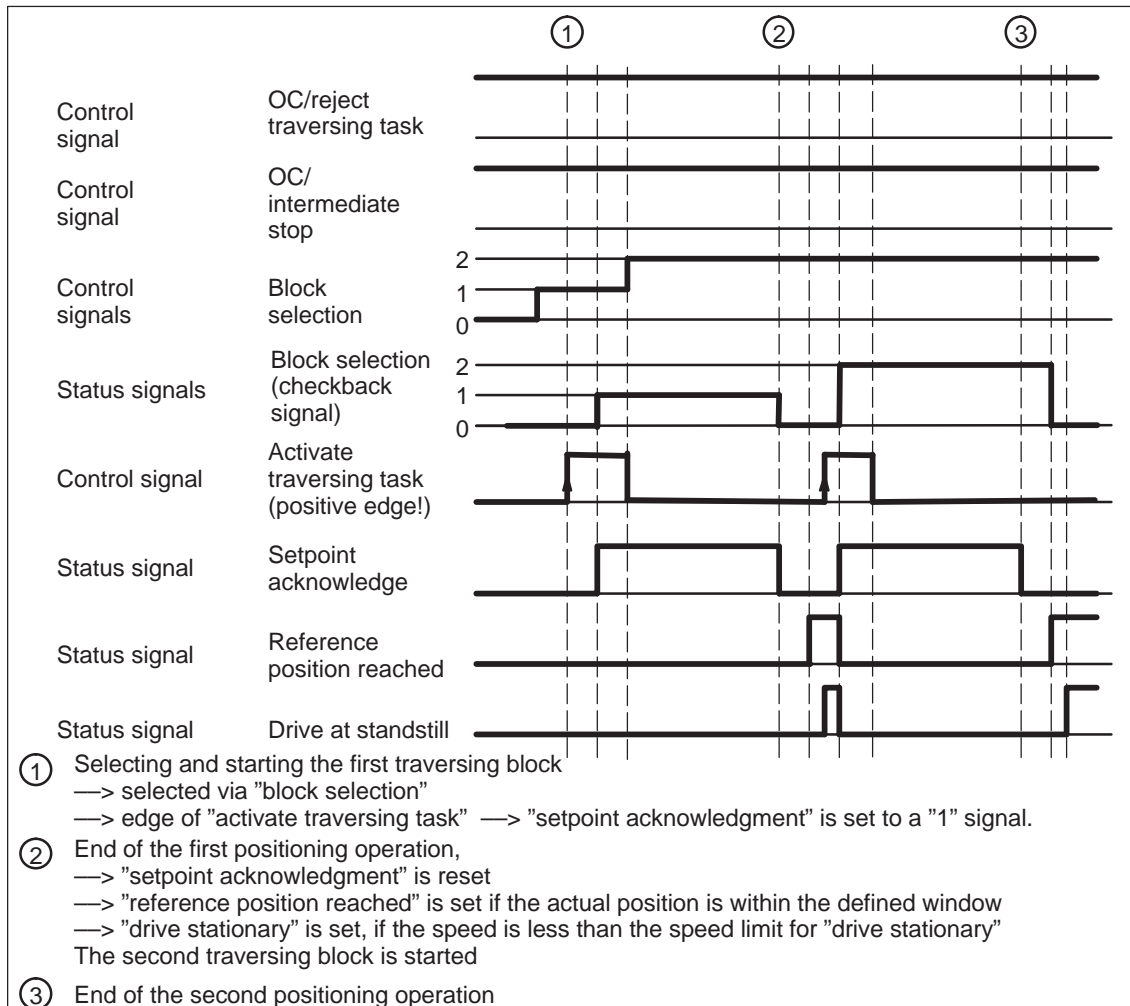 1 2 3
Control signal OC/reject traversing task
Control signal OC/ intermediate stop
Control signals Block selection 2 1 0
Status signals Block selection (checkback signal) 2 1 0
Control signal Activate traversing task (positive edge!)
Status signal Setpoint acknowledge
Status signal Reference position reached
Status signal Drive at standstill
1 Selecting and starting the first traversing block
—> selected via ”block selection”
—> edge of ”activate traversing task” —> ”setpoint acknowledgment” is set to a ”1” signal.
2 End of the first positioning operation,
—> ”setpoint acknowledgment” is reset
—> ”reference position reached” is set if the actual position is within the defined window
—> ”drive stationary” is set, if the speed is less than the speed limit for ”drive stationary”
The second traversing block is started
3 End of the second positioning operation